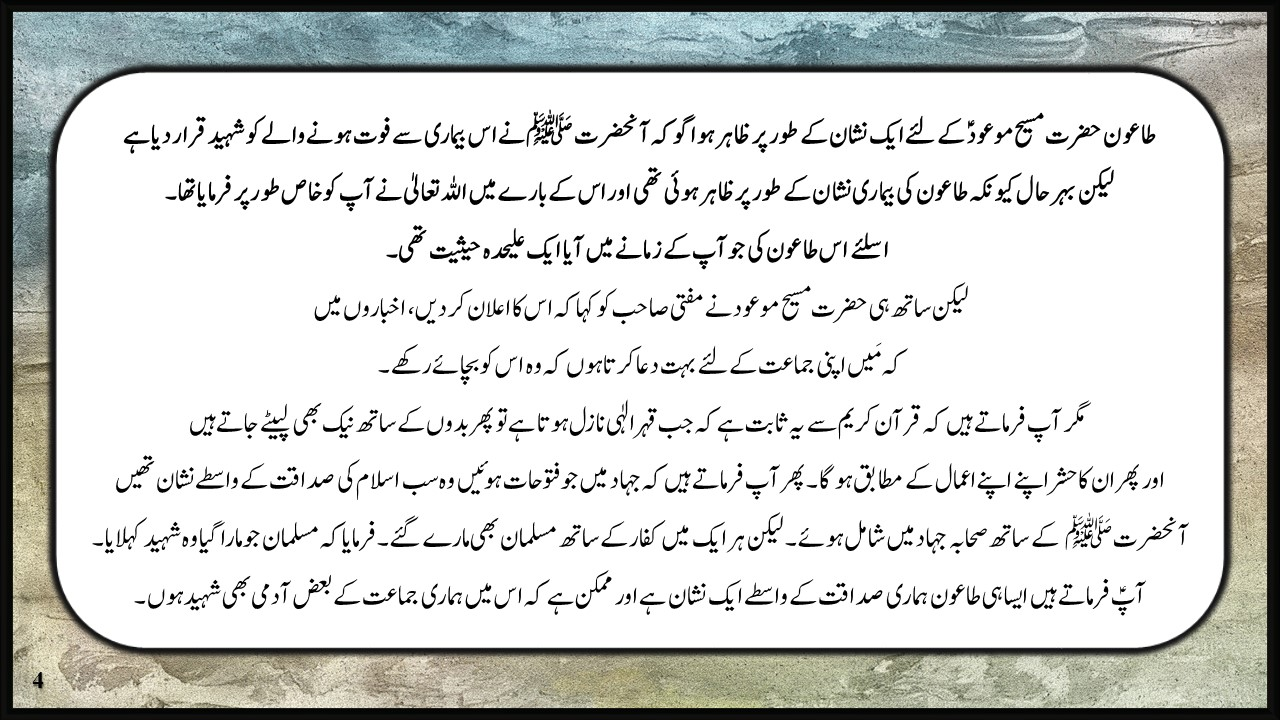 طاعون حضرت مسیح موعودؑ کے لئے ایک نشان کے طور پر ظاہر ہوا گو کہ آنحضرت ﷺ نے اس بیماری سے فوت ہونے والے کو شہید قرار دیا ہے
لیکن بہر حال کیونکہ طاعون کی بیماری نشان کے طور پر ظاہر ہوئی تھی اور اس کے بارے میں اللہ تعالیٰ نے آپ کو خاص طور پر فرمایا تھا۔
اسلئے اس طاعون کی جو آپ کے زمانے میں آیا ایک علیحدہ حیثیت تھی۔
لیکن ساتھ ہی حضرت مسیح موعود نے مفتی صاحب کو کہا کہ اس کا اعلان کر دیں، اخباروں میں
کہ مَیں اپنی جماعت کے لئے بہت دعا کرتا ہوں کہ وہ اس کو بچائے رکھے۔
مگر آپ فرماتے ہیں کہ قرآن کریم سے یہ ثابت ہے کہ جب قہر الٰہی نازل ہوتا ہے تو پھر بدوں کے ساتھ نیک بھی لپیٹے جاتے ہیں
اور پھر ان کا حشر اپنے اپنے اعمال کے مطابق ہو گا۔ پھر آپ فرماتے ہیں کہ جہاد میں جو فتوحات ہوئیں وہ سب اسلام کی صداقت کے واسطے نشان تھیں
آنحضرت ﷺ کے ساتھ صحابہ جہاد میں شامل ہوئے۔ لیکن ہر ایک میں کفار کے ساتھ مسلمان بھی مارے گئے۔ فرمایا کہ مسلمان جو مارا گیا وہ شہید کہلایا۔
آپؑ فرماتے ہیں ایسا ہی طاعون ہماری صداقت کے واسطے ایک نشان ہے اور ممکن ہے کہ اس میں ہماری جماعت کے بعض آدمی بھی شہید ہوں۔
4